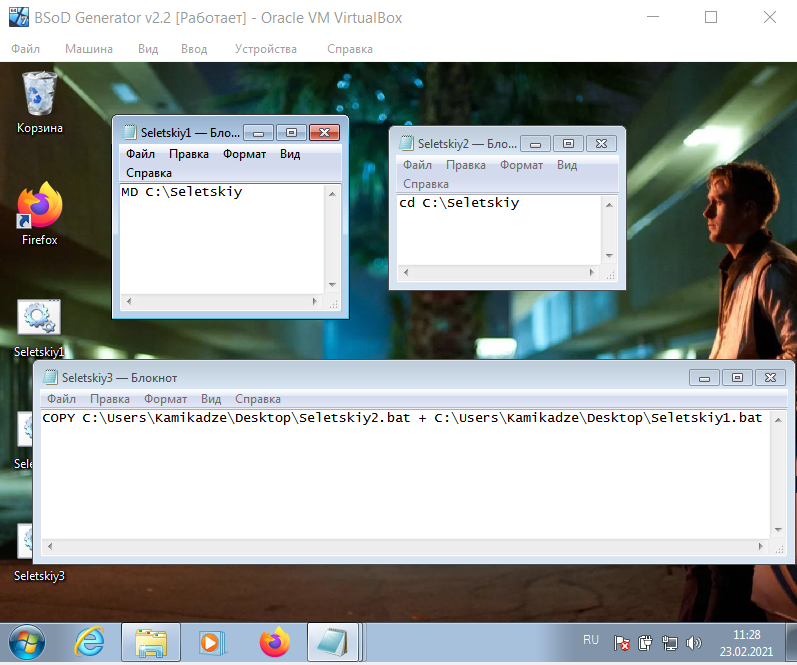 BSoD Generator v2.2 [Работает] - Oracle VM VirtualBox
Файл Машина Вид Ввод Устройства Справка
Корзина
Firefox
Seletskiy1
Seletskiy1 — Бло...
Файл Правка Формат Вид
Справка
MD C:\Seletskiy
Seletskiy2 — Бло...
Файл Правка Формат Вид
Справка
cd C:\Seletskiy
Seletskiy3 — Блокнот
Файл Правка Формат Вид Справка
COPY C:\Users\Kamikadze\Desktop\Seletskiy2.bat + C:\Users\Kamikadze\Desktop\Seletskiy1.bat
Sele
Seletskiy3
RU
11:28
23.02.2021